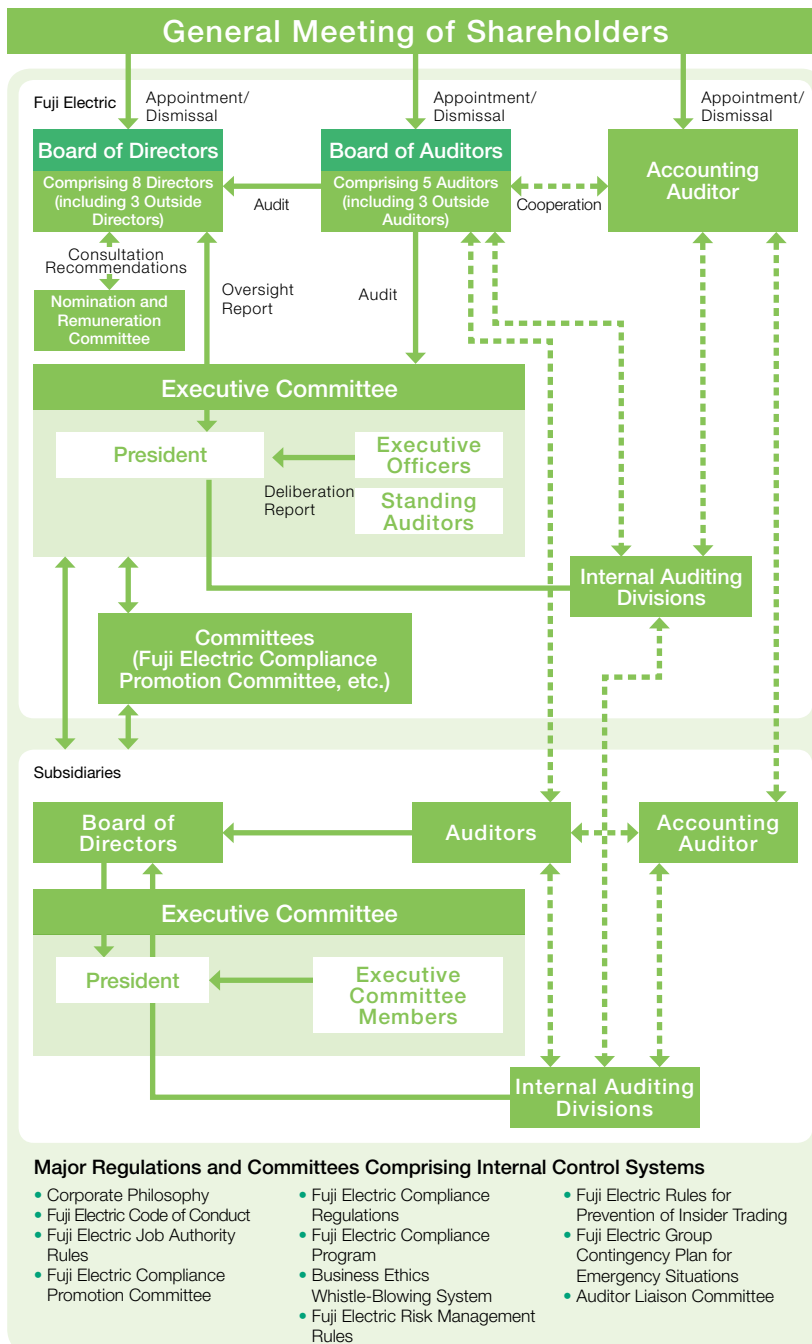 General Meeting of Shareholders
Fuji Electric
Appointment/
Dismissal
Appointment/
Dismissal
Appointment/
Dismissal
Board of Directors
Comprising 8 Directors
(including 3 Outside
Directors)
Audit
Board of Auditors
Comprising 5 Auditors
(including 3 Outside
Auditors)
Cooperation
Accounting
Auditor
Consultation
Recommendations
Nomination and
Remuneration
Committee
Oversight
Report
Audit
Executive Committee
President
Executive
Officers
Deliberation
Report
Standing
Auditors
Internal Auditing
Divisions
Committees
(Fuji Electric Compliance
Promotion Committee, etc.)
Subsidiaries
Board of
Directors
Auditors
Accounting
Auditor
Executive Committee
President
Executive
Committee
Members
Internal Auditing
Divisions
Major Regulations and Committees Comprising Internal Control Systems
• Corporate Philosophy
• Fuji Electric Code of Conduct
• Fuji Electric Job Authority
Rules
• Fuji Electric Compliance
Promotion Committee
• Fuji Electric Compliance
Regulations
• Fuji Electric Compliance
Program
• Business Ethics
Whistle-Blowing System
• Fuji Electric Risk Management
Rules
• Fuji Electric Rules for
Prevention of Insider Trading
• Fuji Electric Group
Contingency Plan for
Emergency Situations
• Auditor Liaison Committee